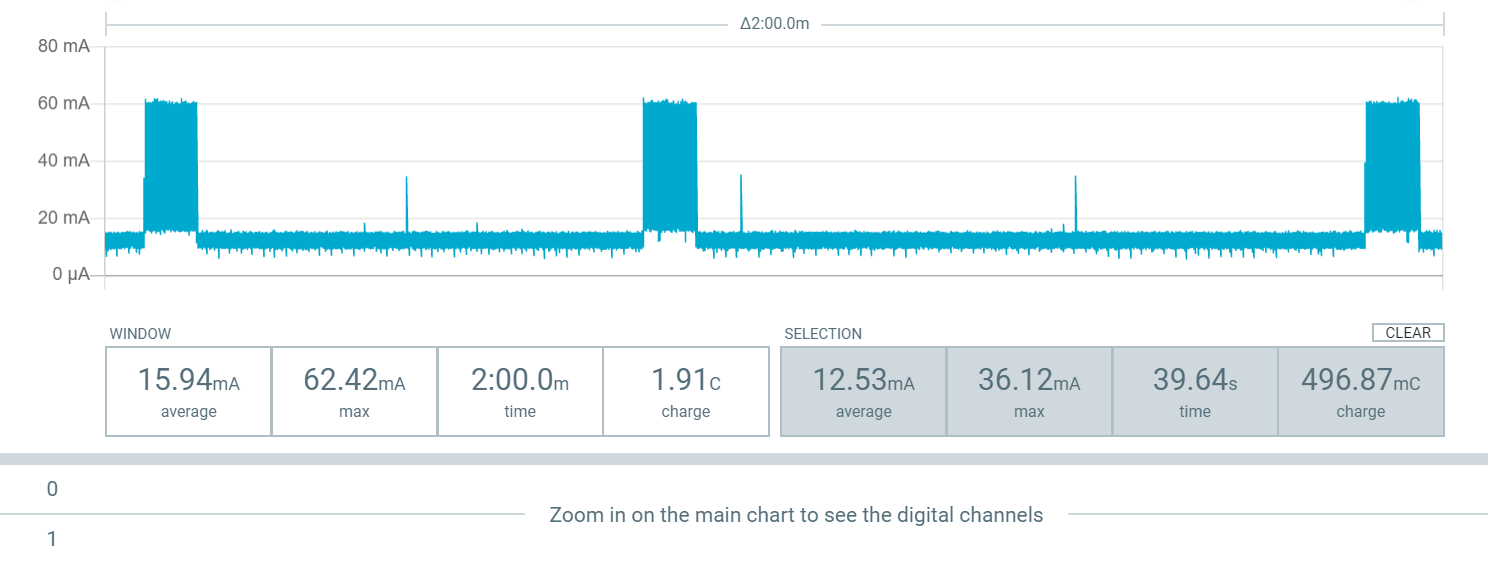 Δ2:00.0m
80 mA
60 mA
40 mA
20 mA
0 µA
WINDOW
SELECTION
CLEAR
15.94mA
62.42mA
2:00.0m
1.91C
12.53mA
36.12mA
39.64s
496.87mC
average
max
time
charge
average
max
time
charge
0
Zoom in on the main chart to see the digital channels
1